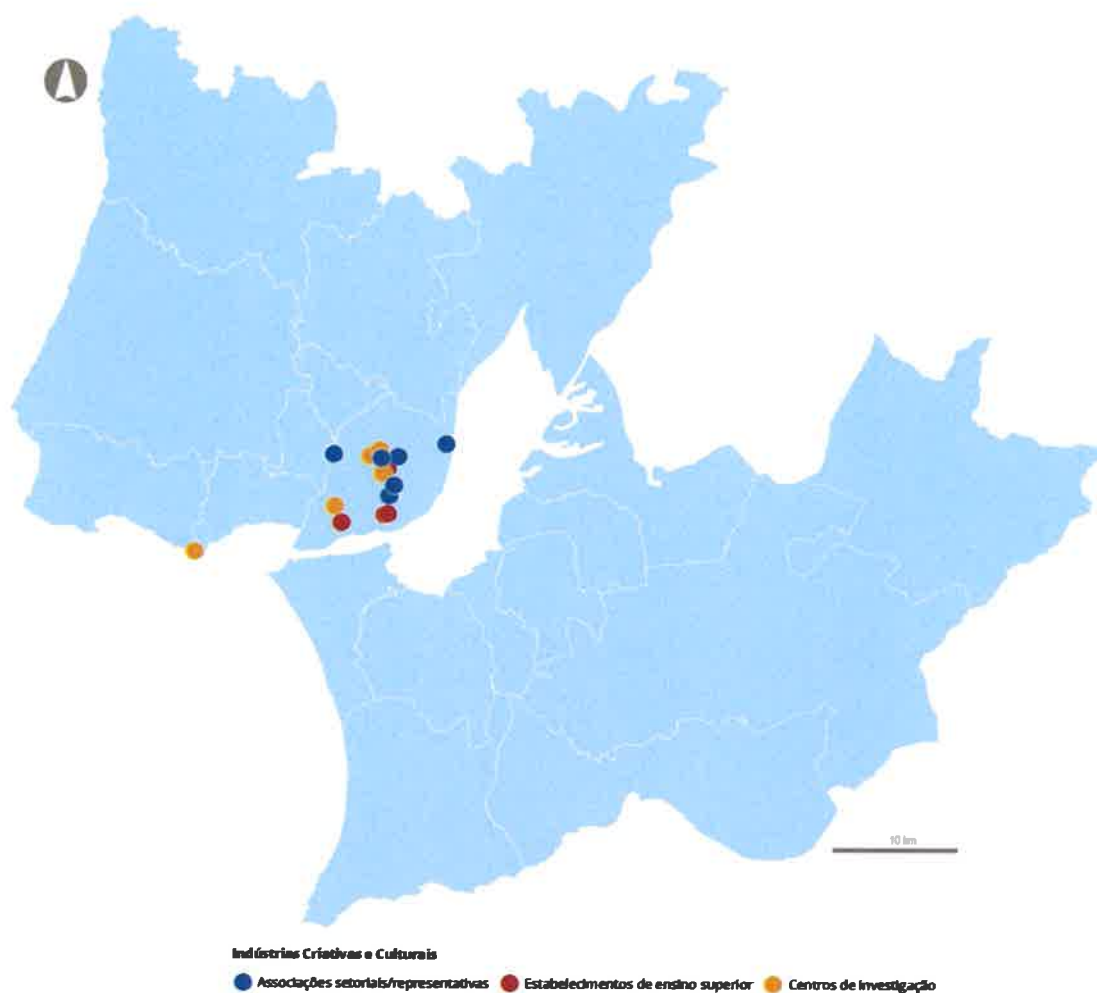 10 km
Indústrias Criativas e Culturais
Associações setoriais/representativas Estabelecimentos de ensino superior Centros de investigação